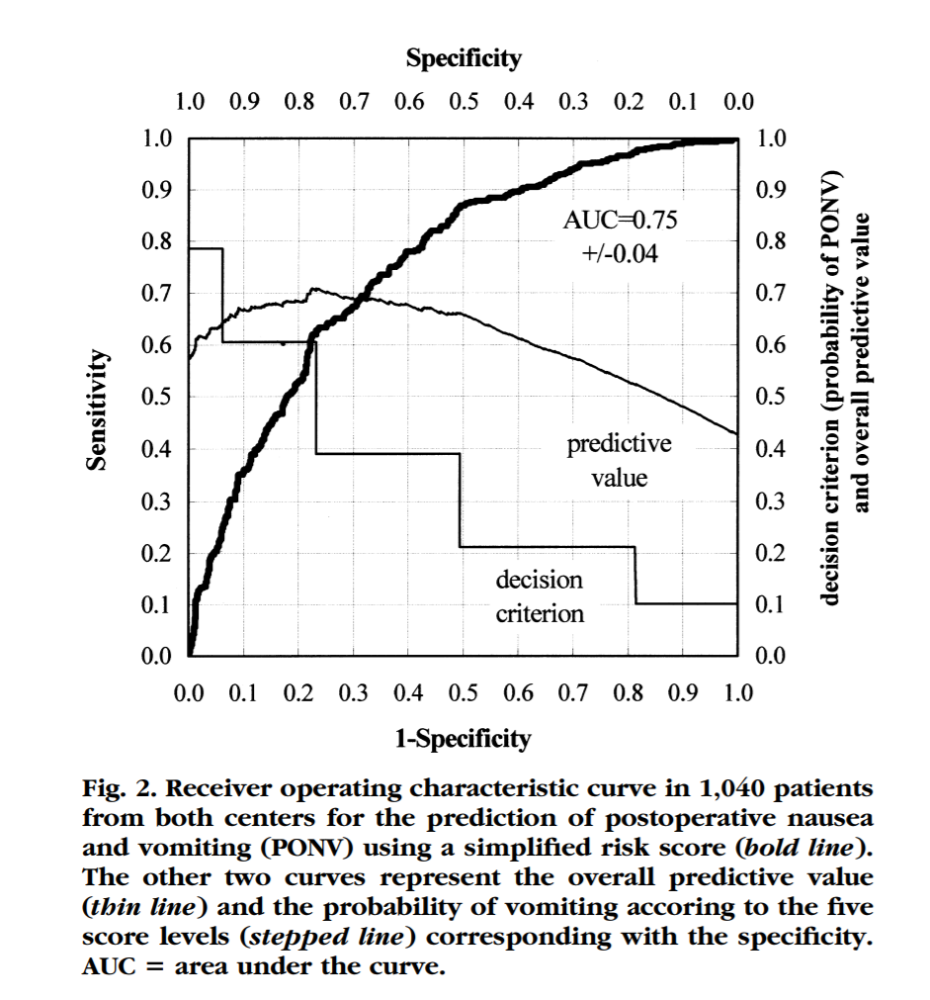 Specificity
1.0 0.9 0.8 0.7 0.6 0.5 0.4 0.3 0.2 0.1 0.0
1.0 1.0
0.9 0.9
AUC=0.75
+/-0.04
0.8 0.8
0.7 0.7
0.6 0.6
0.5 0.5
0.4 0.4
predictive
value
0.3 0.3
0.2 0.2
decision
criterion
0.1 0.1
0.0 0.0
Sensitivity
decision criterion (probability of PONV)
and overall predictive value
0.0 0.1 0.2 0.3 0.4 0.5 0.6 0.7 0.8 0.9 1.0
1-Specificity
Fig. 2. Receiver operating characteristic curve in 1,040 patients
from both centers for the prediction of postoperative nausea
and vomiting (PONV) using a simplified risk score (bold line).
The other two curves represent the overall predictive value
(thin line) and the probability of vomiting accoring to the five
score levels (stepped line) corresponding with the specificity.
AUC = area under the curve.